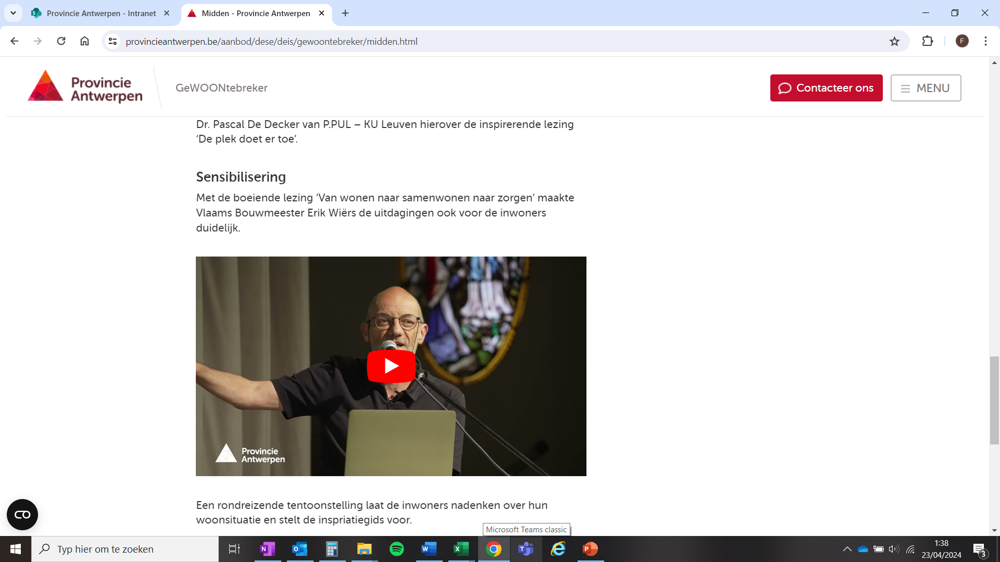 Provincie Antwerpen - Intranet
Midden - Provincie Antwerpen
provincieantwerpen.be/aanbod/dese/deis/gewoontebreker/midden.html
F
Provincie
Antwerpen
GeWOONtebreker
Contacteer ons
MENU
Dr. Pascal De Decker van P.PUL – KU Leuven hierover de inspirerende lezing
‘De plek doet er toe’.
Sensibilisering
Met de boeiende lezing ‘Van wonen naar samenwonen naar zorgen’ maakte
Vlaams Bouwmeester Erik Wiërs de uitdagingen ook voor de inwoners
duidelijk.
Provincie
Antwerpen
Een rondreizende tentoonstelling laat de inwoners nadenken over hun
woonsituatie en stelt de inspriatiegids voor.
Microsoft Teams classic
Typ hier om te zoeken
1:38
23/04/2024
3